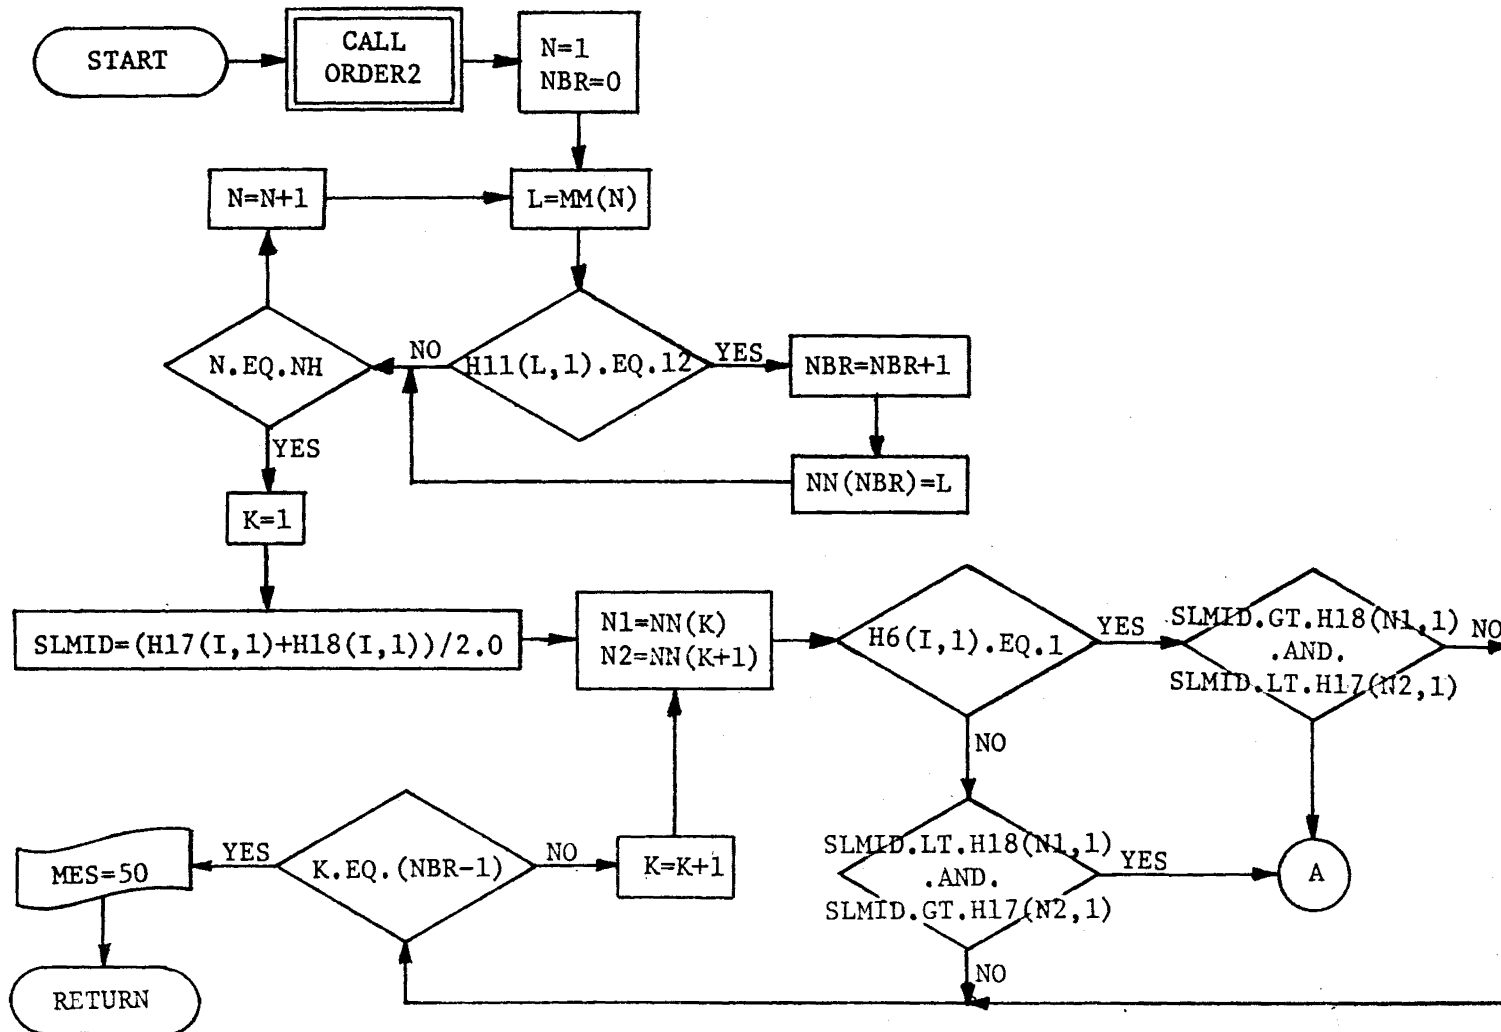 START
CALL
ORDER2
N=1
NBR=0
N=N+1
L=MM(N)
N.EQ.NH
NO
H11(L,1).EQ.12
YES
NBR=NBR+1
YES
NN(NBR)=L
K=1
SLMID=(H17(I,1)+H18(I,1))/2.0
N1=NN(K)
N2=NN(K+1)
H6(I,1).EQ.1
YES
SLMID.GT.H18(N1,1)
.AND.
SLMID.LT.H17(N2,1)
NO
NO
MES=50
YES
K.EQ.(NBR-1)
NO
K=K+1
SLMID.LT.H18(N1,1)
.AND.
SLMID.GT.H17(N2,1)
YES
A
NO
RETURN